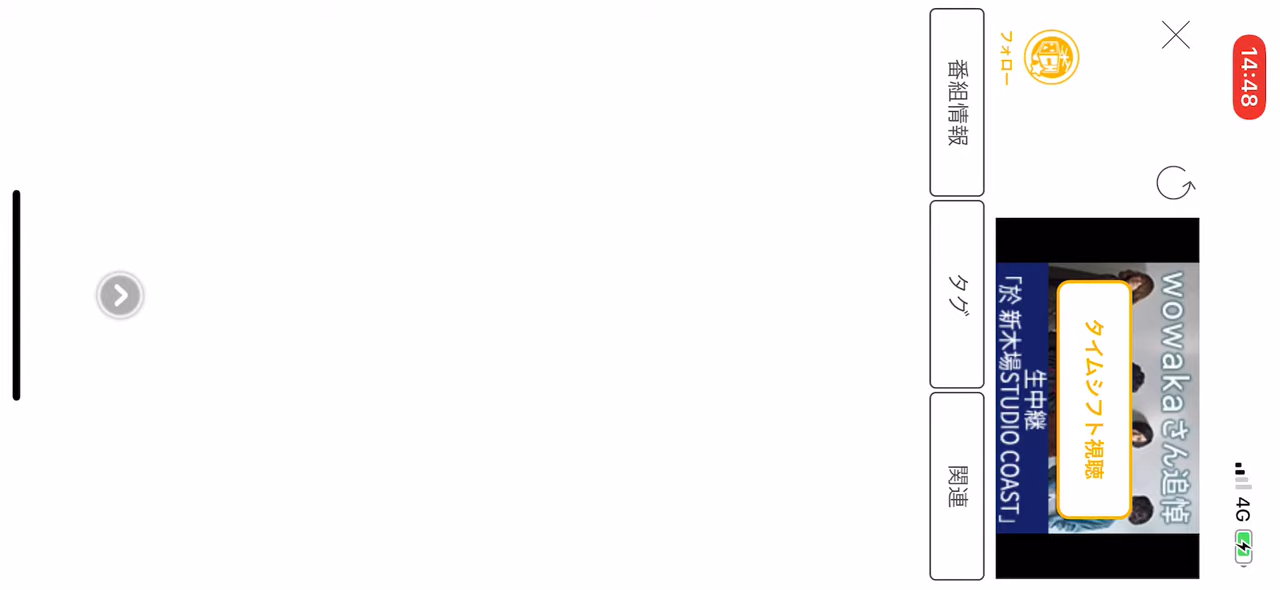 14:48
4G
wowakaさん追悼
タイムシフト視聴
生中継
「於 新木場STUDIO COAST」
フォロー
番組情報
タグ
関連